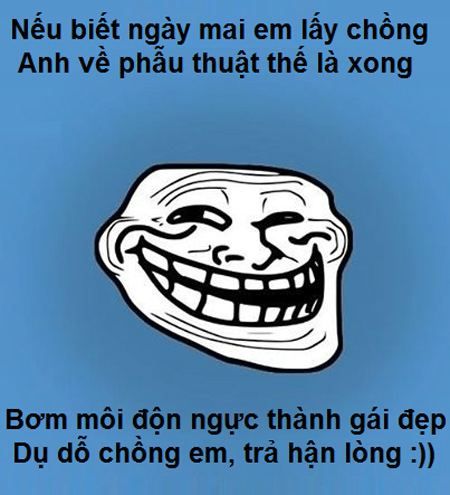 Nếu biết ngày mai em lấy chồng
Anh về phẫu thuật thế là xong
Bơm môi độn ngực thành gái đẹp
Dụ dỗ chồng em, trả hận lòng :))